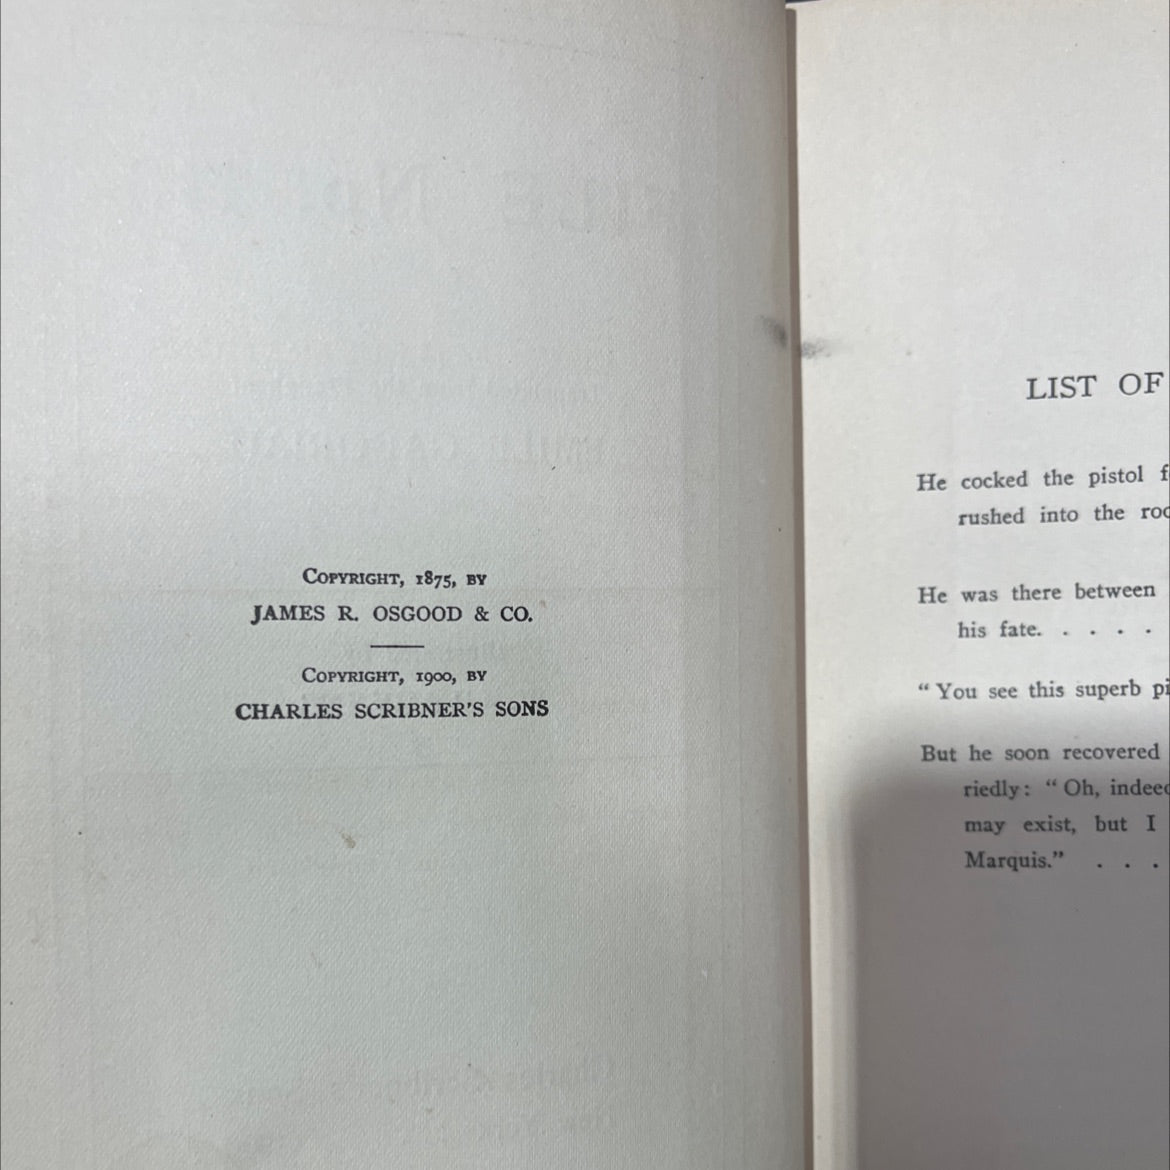 COPYRIGHT, 1875, BY
JAMES R. OSGOOD & CO.
COPYRIGHT, 1900, BY
CHARLES SCRIBNER'S SONS
LIST OF
He cocked the pistol
rushed into the
He was there between
his fate. . . . .
“ You see this superb
But he soon recovered
riedly: “ Oh,
may exist, but I
Marquis.” . . .